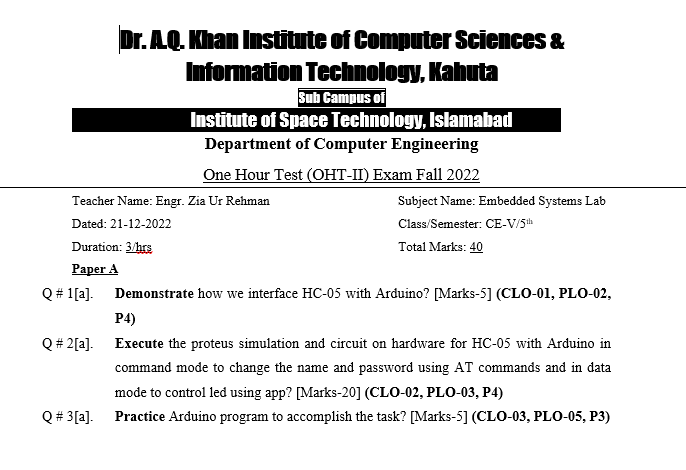 Dr. A.Q. Khan Institute of Computer Sciences &
Information Technology, Kahuta
Sub Campus of
Institute of Space Technology, Islamabad
Department of Computer Engineering
One Hour Test (OHT-II) Exam Fall 2022
Teacher Name: Engr. Zia Ur Rehman Subject Name: Embedded Systems Lab
Dated: 21-12-2022 Class/Semester: CE-V/5th
Duration: 3/hrs Total Marks: 40
Paper A
Q # 1[a]. Demonstrate how we interface HC-05 with Arduino? [Marks-5] (CLO-01, PLO-02,
P4)
Q # 2[a]. Execute the proteus simulation and circuit on hardware for HC-05 with Arduino in
command mode to change the name and password using AT commands and in data
mode to control led using app? [Marks-20] (CLO-02, PLO-03, P4)
Q # 3[a]. Practice Arduino program to accomplish the task? [Marks-5] (CLO-03, PLO-05, P3)